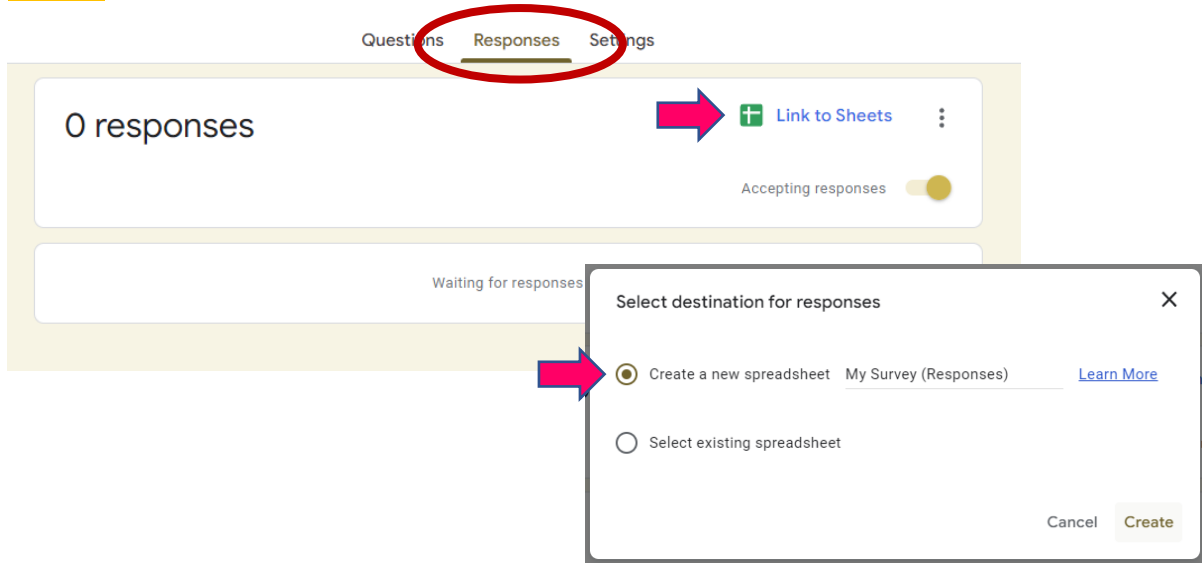 Questions Responses Settings
0 responses
Link to Sheets
Accepting responses
Waiting for responses
Select destination for responses
Create a new spreadsheet My Survey (Responses) Learn More
Select existing spreadsheet
Cancel Create